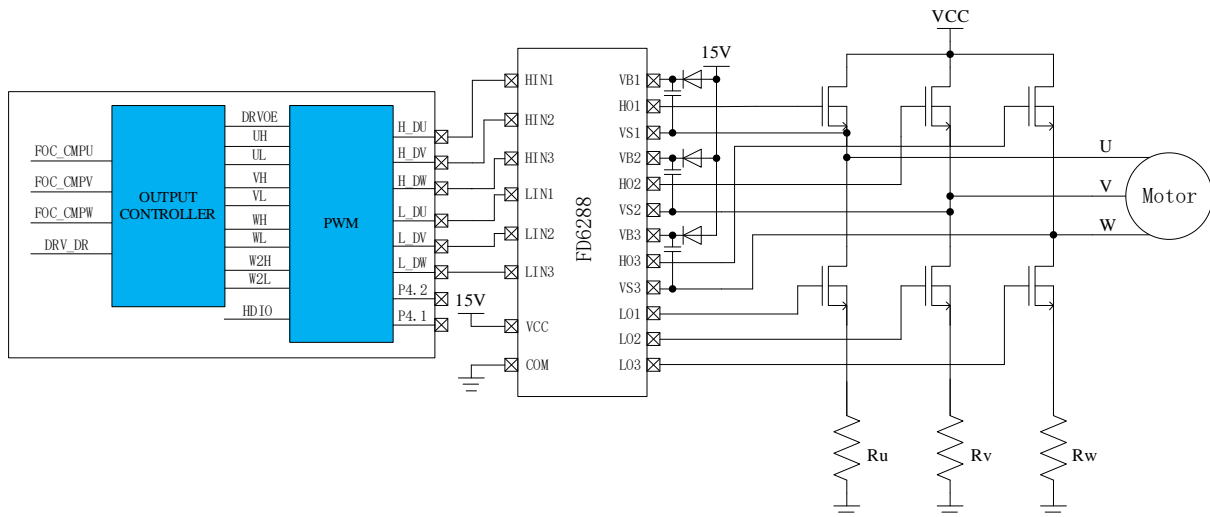 FOC_CMPU
FOC_CMPV
FOC_CMPW
DRV_DR
OUTPUT
CONTROLLER
DRVOE
UH
UL
VH
VL
WH
WL
W2H
W2L
HDIO
PWM
H_DU
H_DV
H_DW
L_DU
L_DV
L_DW
P4.2
P4.1
15V
HIN1
HIN2
HIN3
LIN1
LIN2
LIN3
VCC
COM
FD6288
VB1
HO1
VS1
VB2
HO2
VS2
VB3
HO3
VS3
LO1
LO2
LO3
15V
VCC
U
V
W
Motor
Ru
Rv
Rw